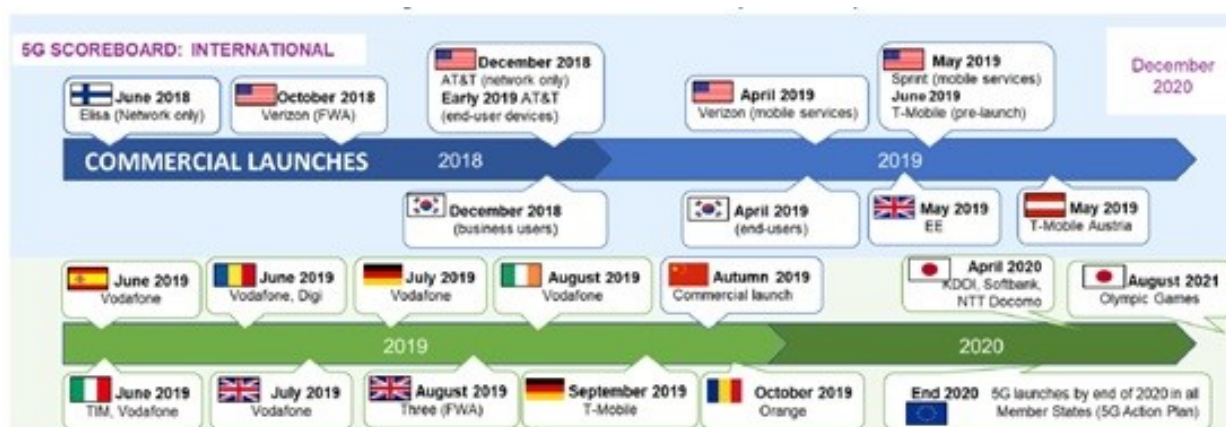 5G SCOREBOARD: INTERNATIONAL
December
2020
June 2018
Elisa (Network only)
October 2018
Verizon (FWA)
December 2018
AT&T (network only)
Early 2019 AT&T
(end-user devices)
April 2019
Verizon (mobile services)
May 2019
Sprint (mobile services)
June 2019
T-Mobile (pre-launch)
COMMERCIAL LAUNCHES 2018 2019
December 2018
(business users)
April 2019
(end-users)
May 2019
EE
May 2019
T-Mobile Austria
June 2019
Vodafone
June 2019
Vodafone, Digi
July 2019
Vodafone
August 2019
Vodafone
Autumn 2019
Commercial launch
April 2020
KDOI, Softbank,
NTT Docomo
August 2021
Olympic Games
2019 2020
June 2019
TIM, Vodafone
July 2019
Vodafone
August 2019
Three (FWA)
September 2019
T-Mobile
October 2019
Orange
End 2020 5G launches by end of 2020 in all
Member States (5G Action Plan)